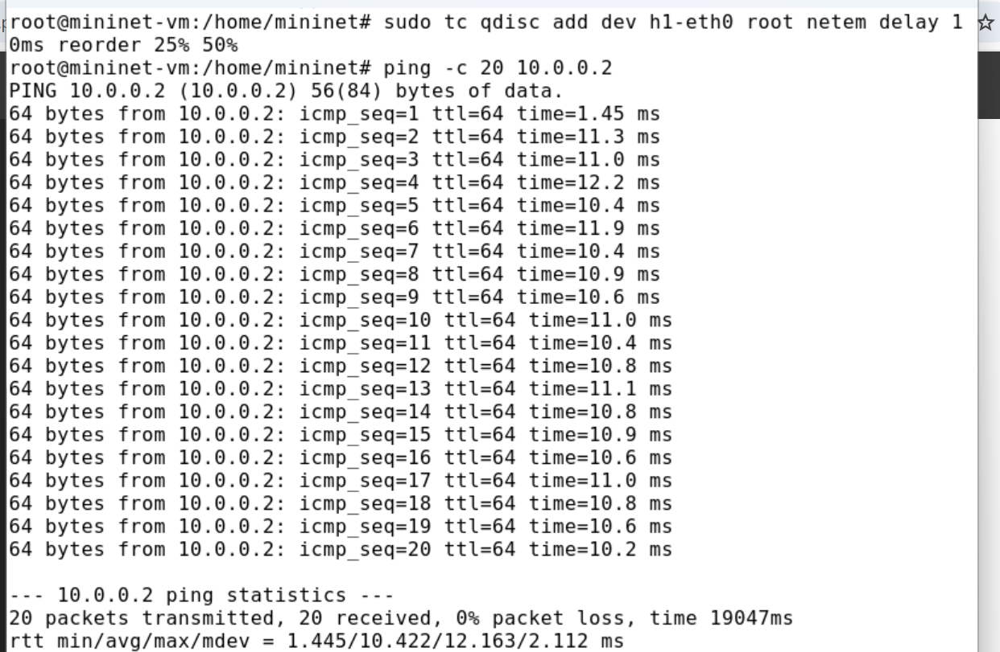 root@mininet-vm:/home/mininet# sudo tc qdisc add dev h1-eth0 root netem delay 1
0ms reorder 25% 50%
root@mininet-vm:/home/mininet# ping -c 20 10.0.0.2
PING 10.0.0.2 (10.0.0.2) 56(84) bytes of data.
64 bytes from 10.0.0.2: icmp_seq=1 ttl=64 time=1.45 ms
64 bytes from 10.0.0.2: icmp_seq=2 ttl=64 time=11.3 ms
64 bytes from 10.0.0.2: icmp_seq=3 ttl=64 time=11.0 ms
64 bytes from 10.0.0.2: icmp_seq=4 ttl=64 time=12.2 ms
64 bytes from 10.0.0.2: icmp_seq=5 ttl=64 time=10.4 ms
64 bytes from 10.0.0.2: icmp_seq=6 ttl=64 time=11.9 ms
64 bytes from 10.0.0.2: icmp_seq=7 ttl=64 time=10.4 ms
64 bytes from 10.0.0.2: icmp_seq=8 ttl=64 time=10.9 ms
64 bytes from 10.0.0.2: icmp_seq=9 ttl=64 time=10.6 ms
64 bytes from 10.0.0.2: icmp_seq=10 ttl=64 time=11.0 ms
64 bytes from 10.0.0.2: icmp_seq=11 ttl=64 time=10.4 ms
64 bytes from 10.0.0.2: icmp_seq=12 ttl=64 time=10.8 ms
64 bytes from 10.0.0.2: icmp_seq=13 ttl=64 time=11.1 ms
64 bytes from 10.0.0.2: icmp_seq=14 ttl=64 time=10.8 ms
64 bytes from 10.0.0.2: icmp_seq=15 ttl=64 time=10.9 ms
64 bytes from 10.0.0.2: icmp_seq=16 ttl=64 time=10.6 ms
64 bytes from 10.0.0.2: icmp_seq=17 ttl=64 time=11.0 ms
64 bytes from 10.0.0.2: icmp_seq=18 ttl=64 time=10.8 ms
64 bytes from 10.0.0.2: icmp_seq=19 ttl=64 time=10.6 ms
64 bytes from 10.0.0.2: icmp_seq=20 ttl=64 time=10.2 ms

--- 10.0.0.2 ping statistics ---
20 packets transmitted, 20 received, 0% packet loss, time 19047ms
rtt min/avg/max/mdev = 1.445/10.422/12.163/2.112 ms